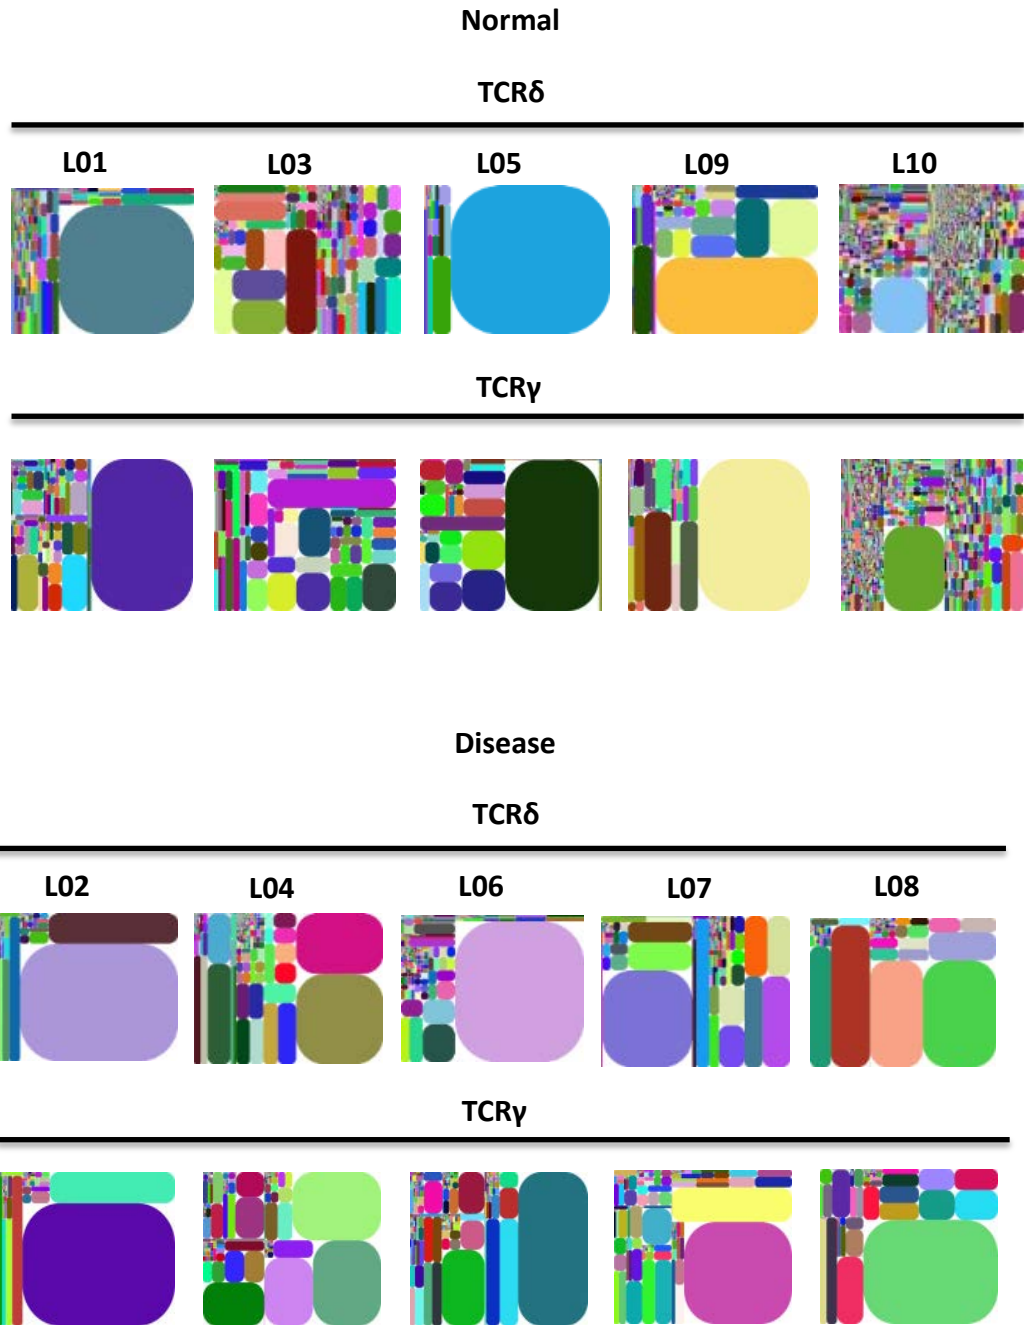 Normal
TCRδ
L01 L03 L05 L09 L10
TCRγ
Disease
TCRδ
L02 L04 L06 L07 L08
TCRγ